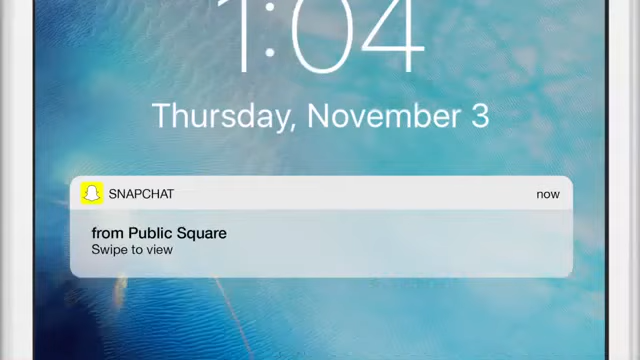 1:04
Thursday, November 3
SNAPCHAT
now
from Public Square
Swipe to view